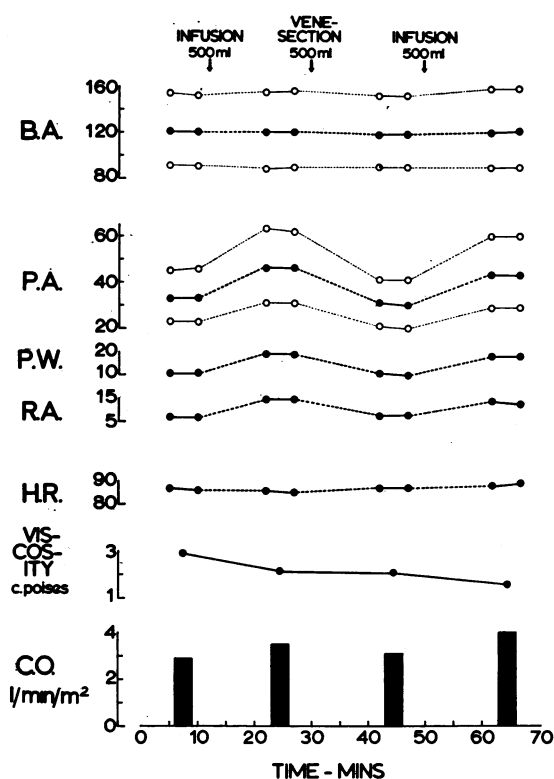 INFUSION
500ml
VENE-
SECTION
500ml
INFUSION
500ml
B.A.
160
120
80
P.A.
60
40
20
P.W.
20
10
R.A.
15
5
H.R.
90
80
VIS-
COS-
ITY
c.poises
3
1
C.O.
l/min/m²
4
2
0
0 10 20 30 40 50 60 70
TIME - MINS